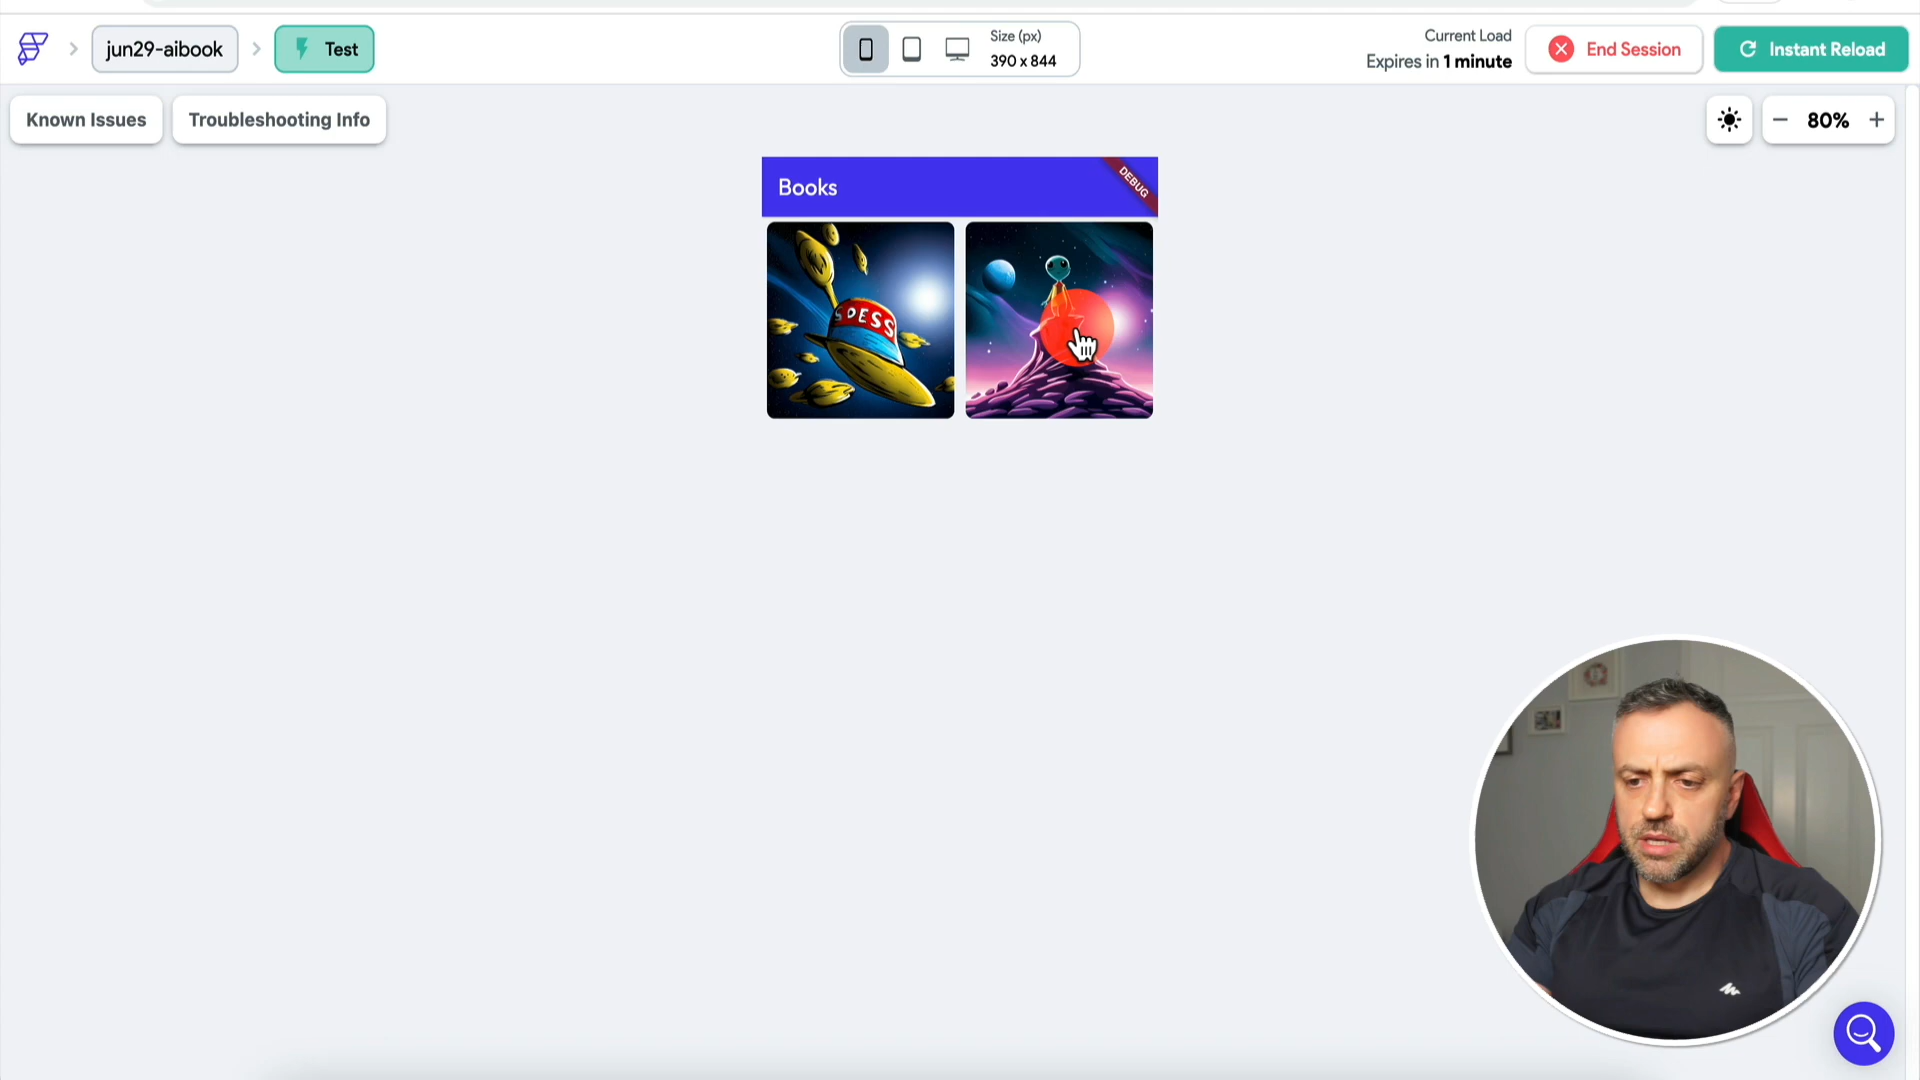 jun29-aibook
Test
Size (px)
390 x 844
Current Load
Expires in 1 minute
End Session
Instant Reload
Known Issues
Troubleshooting Info
80%
Books
DEBUG
SDESS